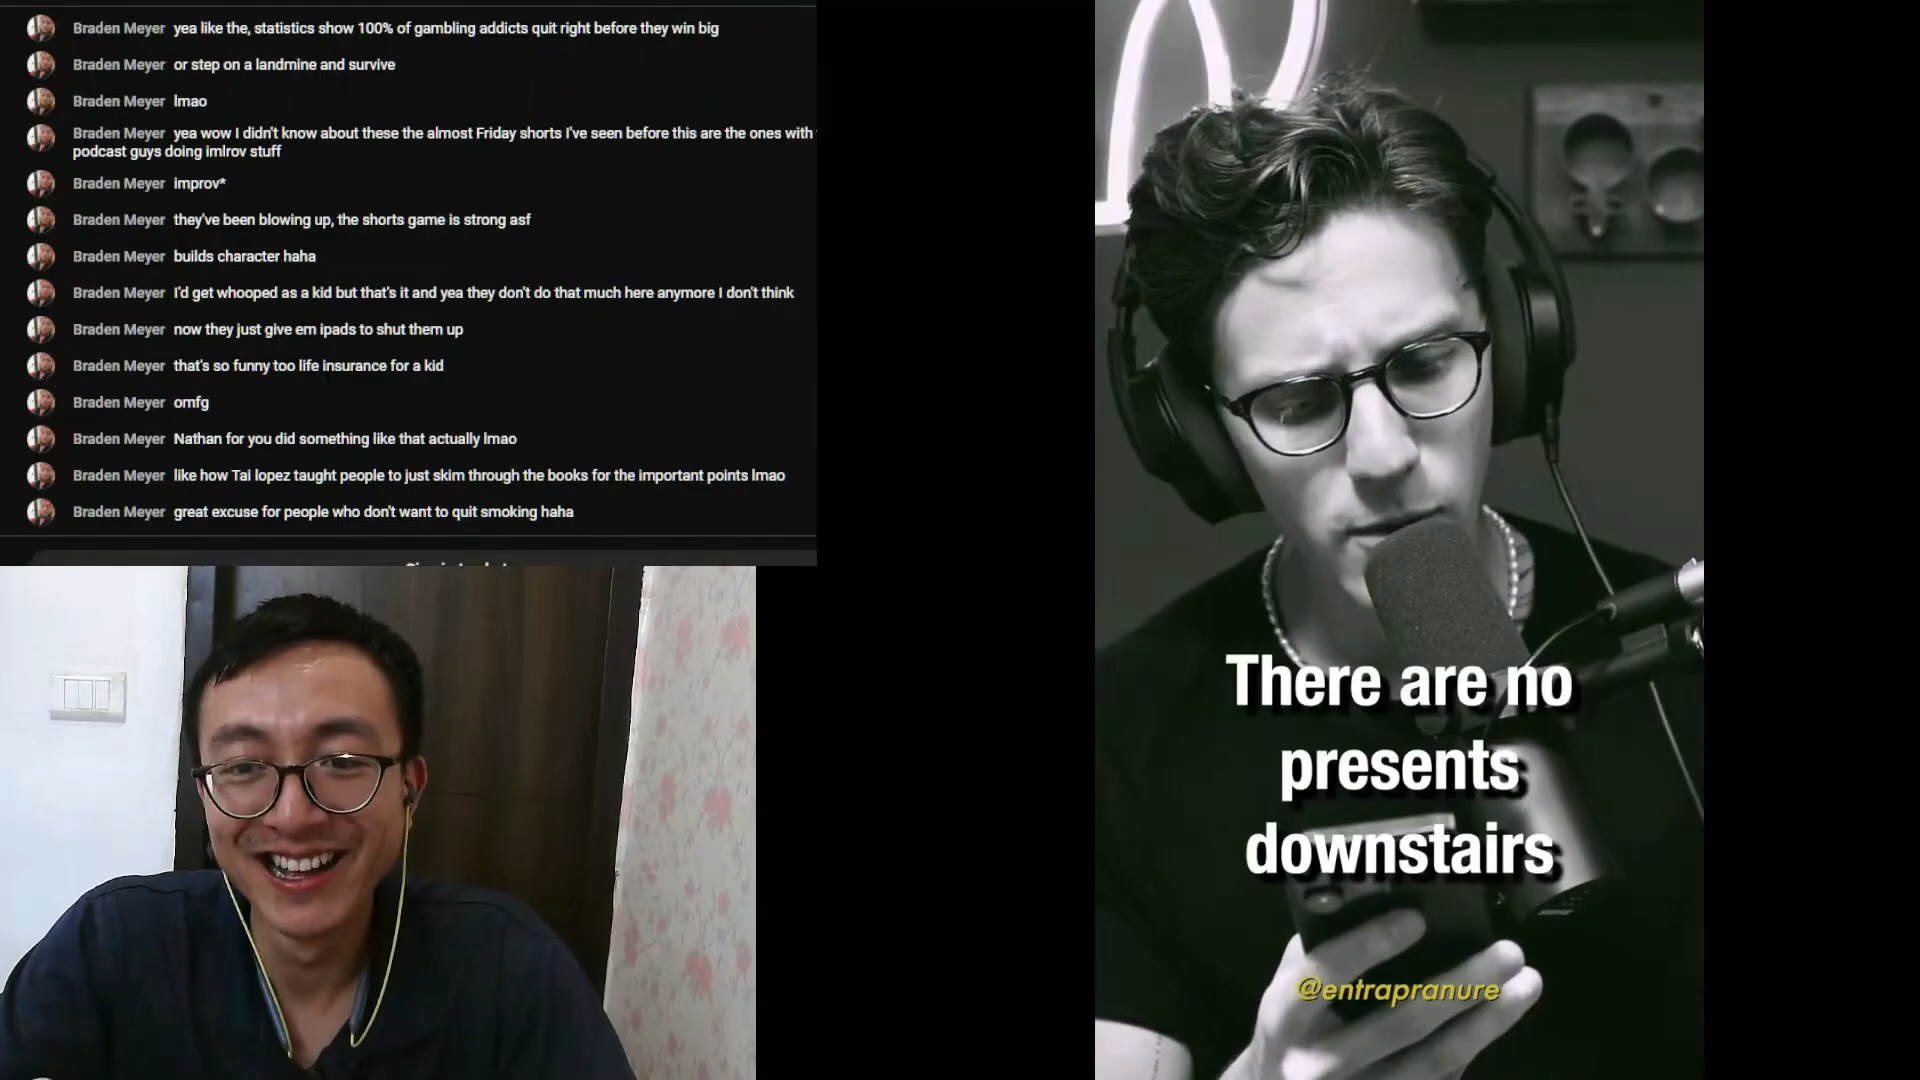 Braden Meyer yea like the, statistics show 100% of gambling addicts quit right before they win big
Braden Meyer or step on a landmine and survive
Braden Meyer lmao
Braden Meyer yea wow I didn't know about these the almost Friday shorts I've seen before this are the ones with
podcast guys doing imlrov stuff
Braden Meyer improv*
Braden Meyer they've been blowing up, the shorts game is strong asf
Braden Meyer builds character haha
Braden Meyer I'd get whooped as a kid but that's it and yea they don't do that much here anymore I don't think
Braden Meyer now they just give em ipads to shut them up
Braden Meyer that's so funny too life insurance for a kid
Braden Meyer omfg
Braden Meyer Nathan for you did something like that actually lmao
Braden Meyer like how Tai lopez taught people to just skim through the books for the important points lmao
Braden Meyer great excuse for people who don't want to quit smoking haha
There are no
presents
downstairs
@entrapranure